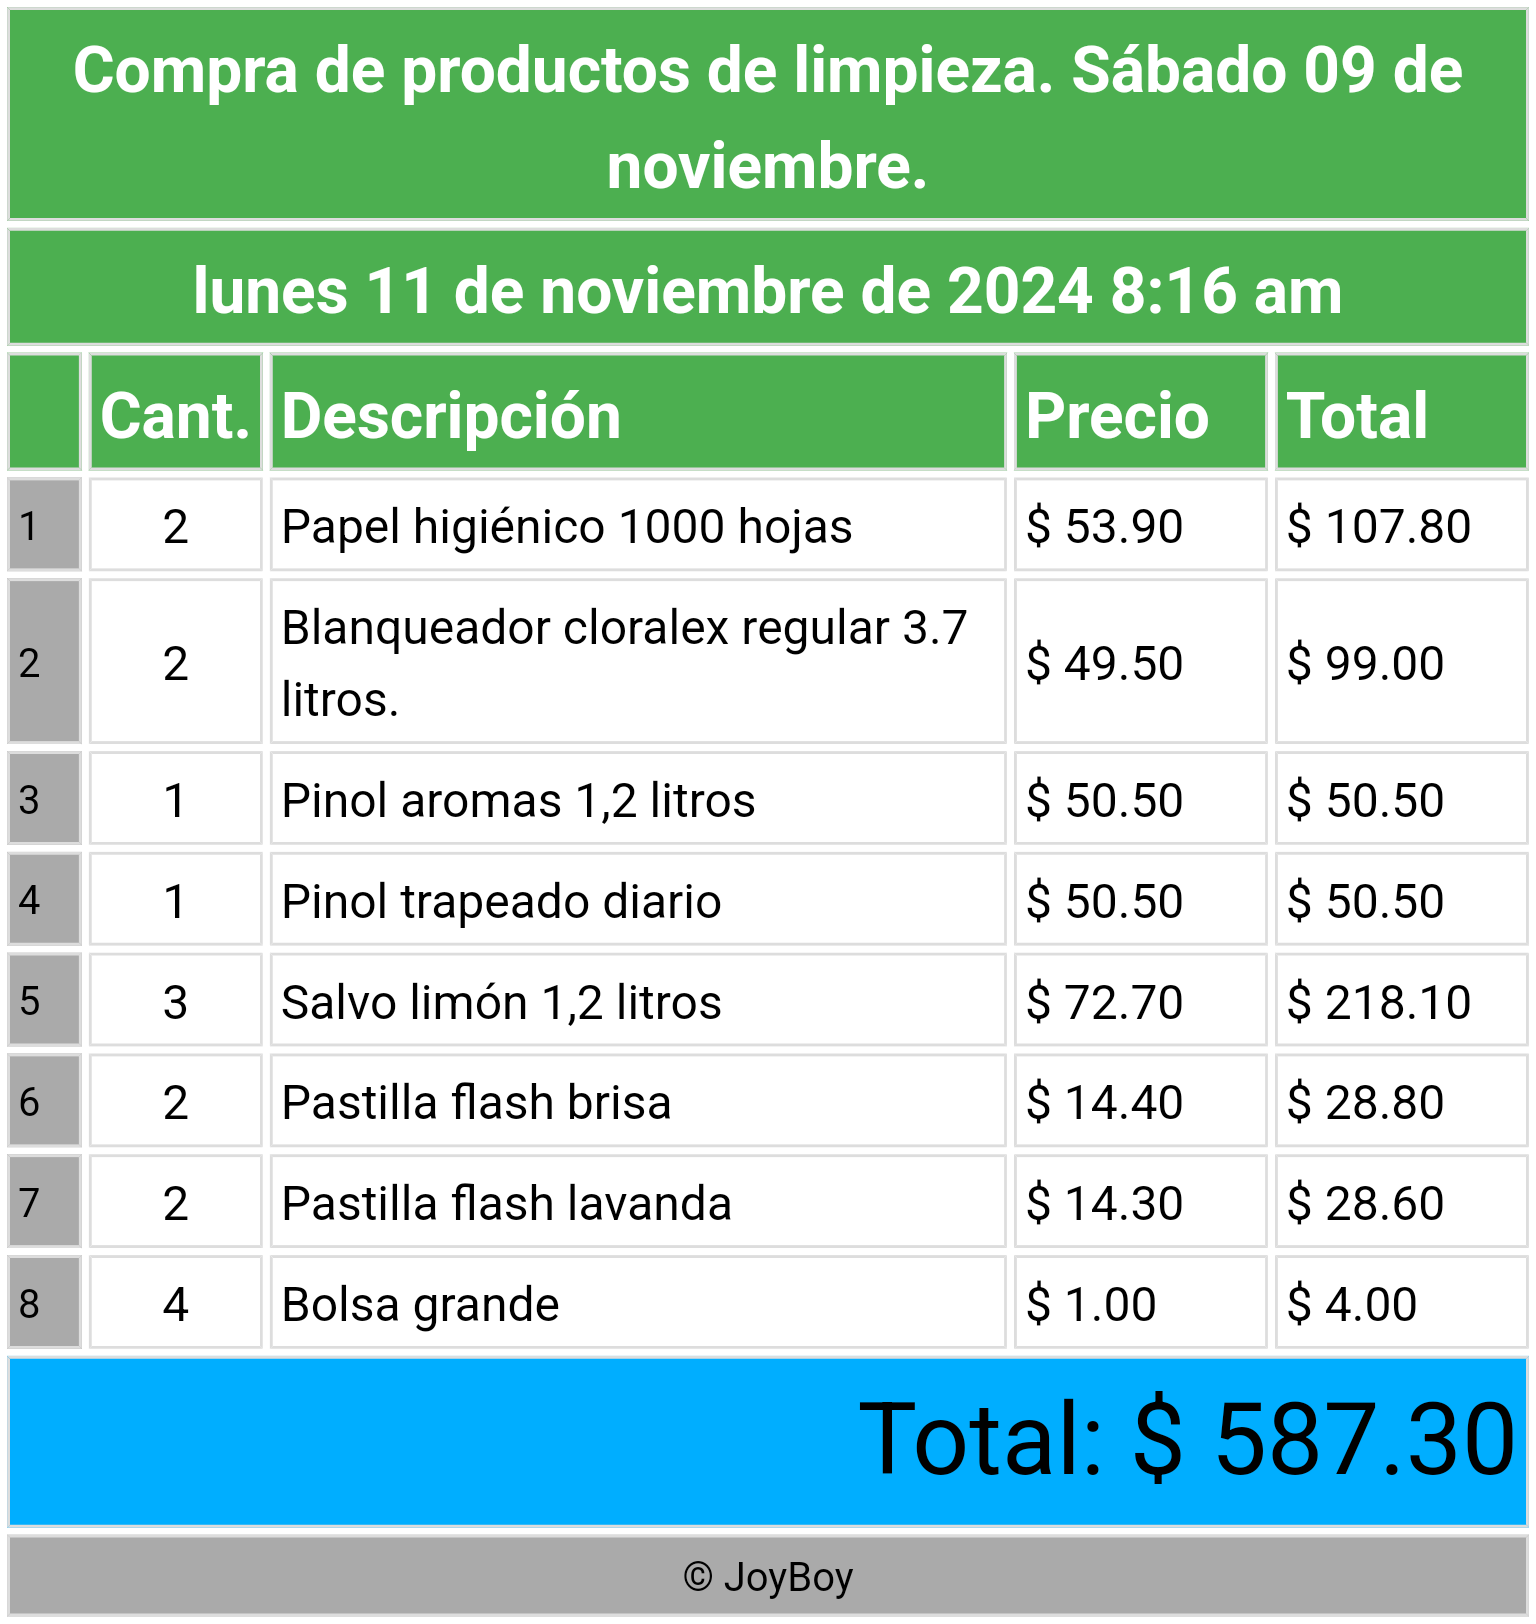 Compra de productos de limpieza. Sábado 09 de
noviembre.
lunes 11 de noviembre de 2024 8:16 am
Cant. Descripción Precio Total
1 2 Papel higiénico 1000 hojas $ 53.90 $ 107.80
2 2 Blanqueador cloralex regular 3.7 $ 49.50 $ 99.00
litros.
3 1 Pinol aromas 1,2 litros $ 50.50 $ 50.50
4 1 Pinol trapeado diario $ 50.50 $ 50.50
5 3 Salvo limón 1,2 litros $ 72.70 $ 218.10
6 2 Pastilla flash brisa $ 14.40 $ 28.80
7 2 Pastilla flash lavanda $ 14.30 $ 28.60
8 4 Bolsa grande $ 1.00 $ 4.00
Total: $ 587.30
© JoyBoy